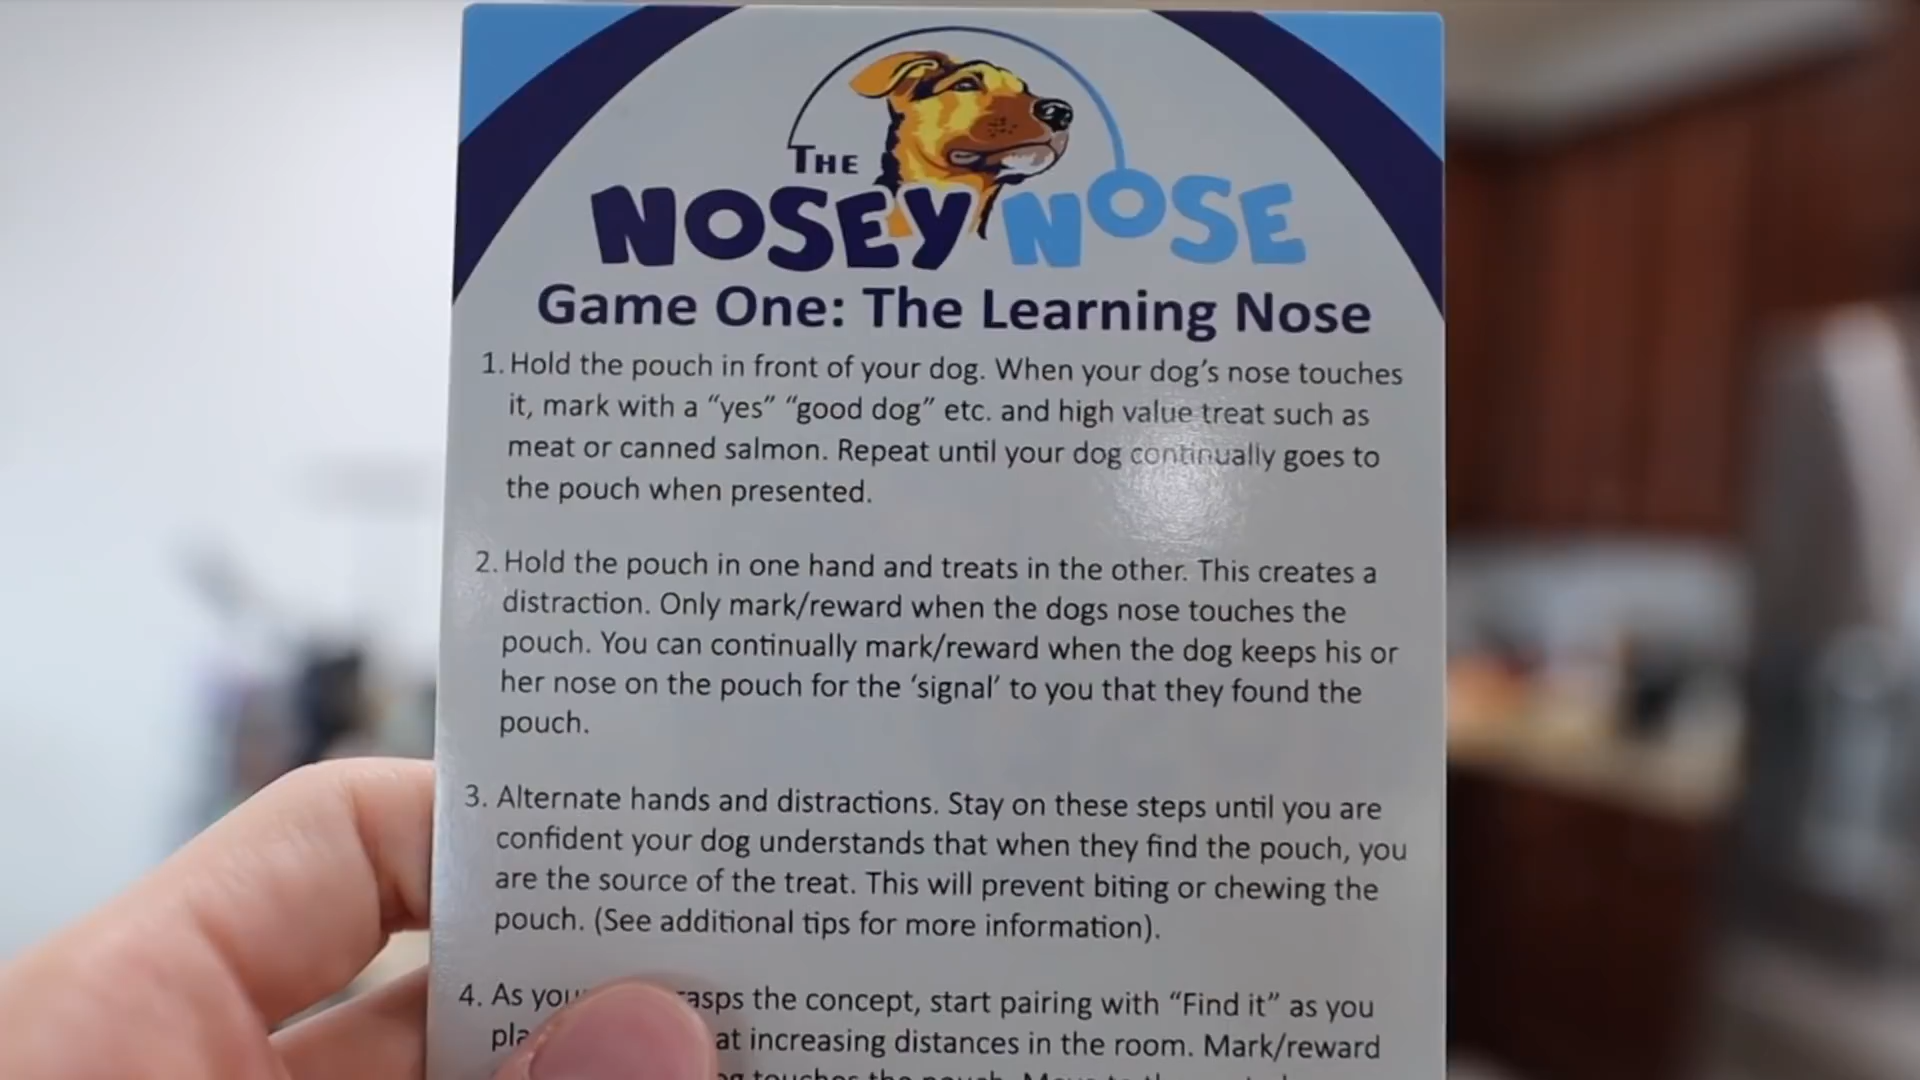 THE
NOSEY NOSE
Game One: The Learning Nose
1. Hold the pouch in front of your dog. When your dog's nose touches
it, mark with a “yes” “good dog” etc. and high value treat such as
meat or canned salmon. Repeat until your dog continually goes to
the pouch when presented.
2. Hold the pouch in one hand and treats in the other. This creates a
distraction. Only mark/reward when the dogs nose touches the
pouch. You can continually mark/reward when the dog keeps his or
her nose on the pouch for the ‘signal’ to you that they found the
pouch.
3. Alternate hands and distractions. Stay on these steps until you are
confident your dog understands that when they find the pouch, you
are the source of the treat. This will prevent biting or chewing the
pouch. (See additional tips for more information).
4. As the concept, start pairing with “Find it” as you
at increasing distances in the room. Mark/reward
touches the pouch.